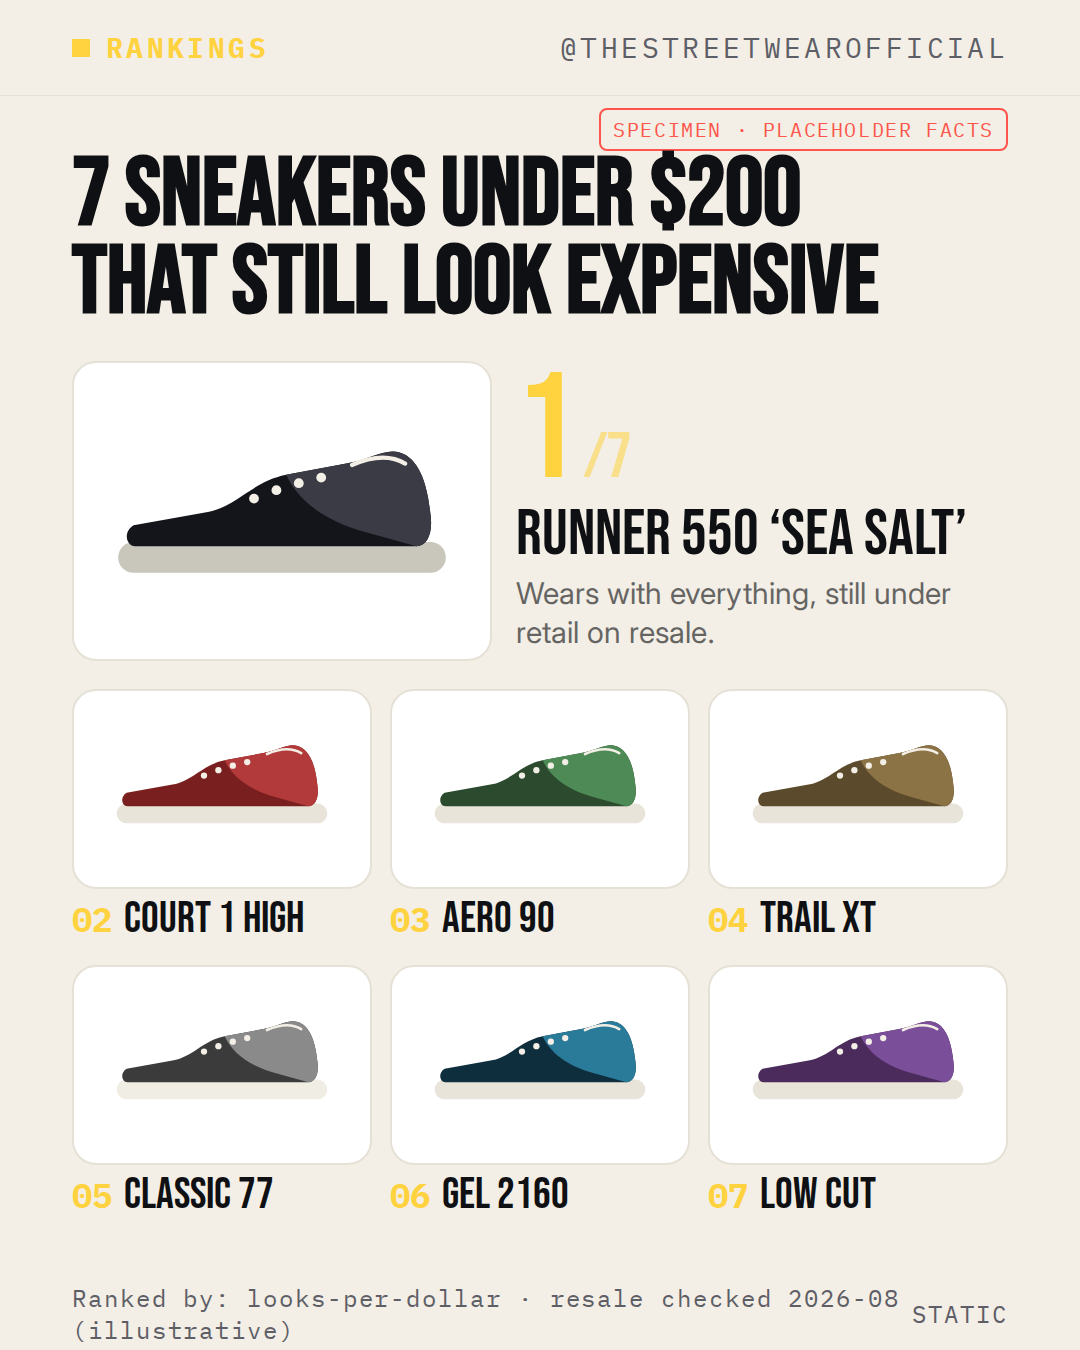 RANKINGS
@THESTREETWEAROFFICIAL
SPECIMEN · PLACEHOLDER FACTS
7 SNEAKERS UNDER $200
THAT STILL LOOK EXPENSIVE
1/7
RUNNER 550 ‘SEA SALT’
Wears with everything, still under
retail on resale.
02 COURT 1 HIGH
03 AERO 90
04 TRAIL XT
05 CLASSIC 77
06 GEL 2160
07 LOW CUT
Ranked by: looks-per-dollar · resale checked 2026-08
(illustrative)
STATIC